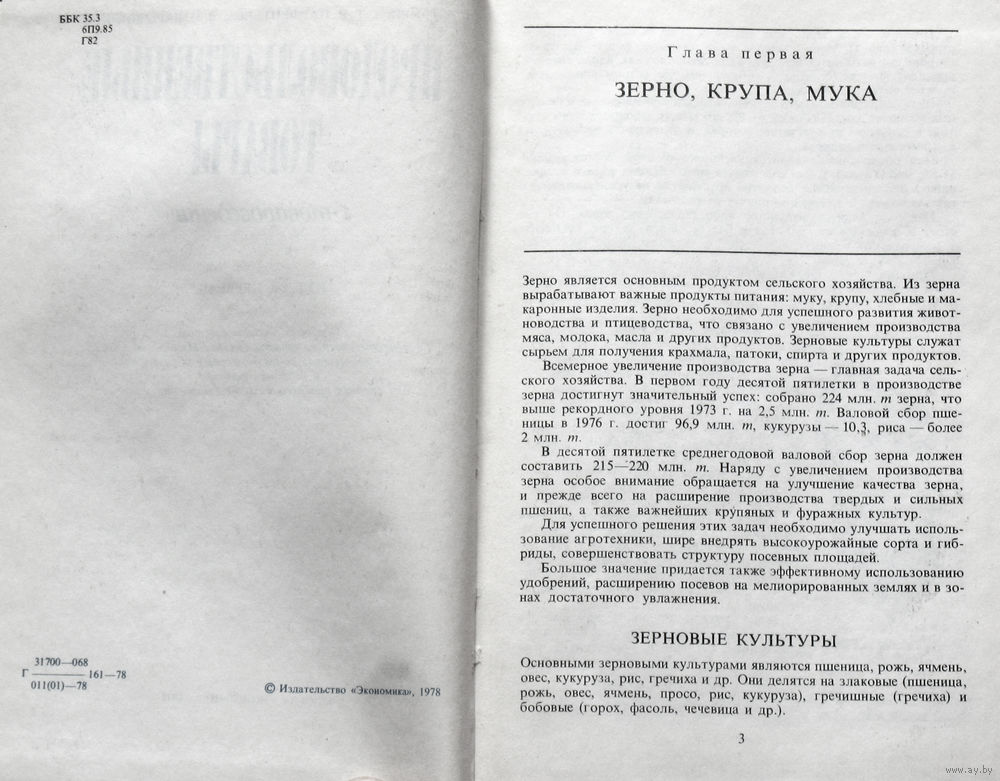 ББК 35.3
6П9.85
Г82
31700—068
Г ———— 161—78
011(01)—78
© Издательство «Экономика», 1978
Глава первая
ЗЕРНО, КРУПА, МУКА
Зерно является основным продуктом сельского хозяйства. Из зерна
вырабатывают важные продукты питания: муку, крупу, хлебные и ма-
каронные изделия. Зерно необходимо для успешного развития живот-
новодства и птицеводства, что связано с увеличением производства
мяса, молока, масла и других продуктов. Зерновые культуры служат
сырьем для получения крахмала, патоки, спирта и других продуктов.
Всемерное увеличение производства зерна — главная задача сель-
ского хозяйства. В первом году десятой пятилетки в производстве
зерна достигнут значительный успех: собрано 224 млн. т зерна, что
выше рекордного уровня 1973 г. на 2,5 млн. т. Валовой сбор пше-
ницы в 1976 г. достиг 96,9 млн. т, кукурузы — 10,3, риса — более
2 млн. т.
В десятой пятилетке среднегодовой валовой сбор зерна должен
составить 215—220 млн. т. Наряду с увеличением производства
зерна особое внимание обращается на улучшение качества зерна,
и прежде всего на расширение производства твердых и сильных
пшениц, а также важнейших крупяных и фуражных культур.
Для успешного решения этих задач необходимо улучшать исполь-
зование агротехники, шире внедрять высокоурожайные сорта и гиб-
риды, совершенствовать структуру посевных площадей.
Большое значение придается также эффективному использованию
удобрений, расширению посевов на мелиорированных землях и в зо-
нах достаточного увлажнения.
ЗЕРНОВЫЕ КУЛЬТУРЫ
Основными зерновыми культурами являются пшеница, рожь, ячмень,
овес, кукуруза, рис, гречиха и др. Они делятся на злаковые (пшеница,
рожь, овес, ячмень, просо, рис, кукуруза), гречишные (гречиха) и
бобовые (горох, фасоль, чечевица и др.).
3
www.ay.by